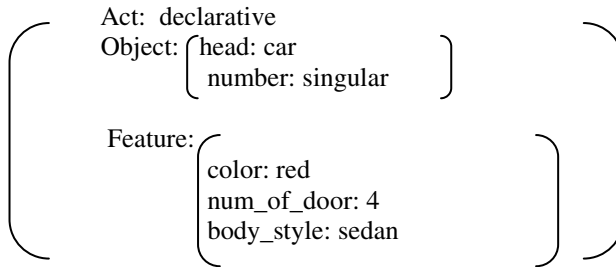 Act: declarative
Object: head: car
number: singular
Feature:
color: red
num_of_door: 4
body_style: sedan